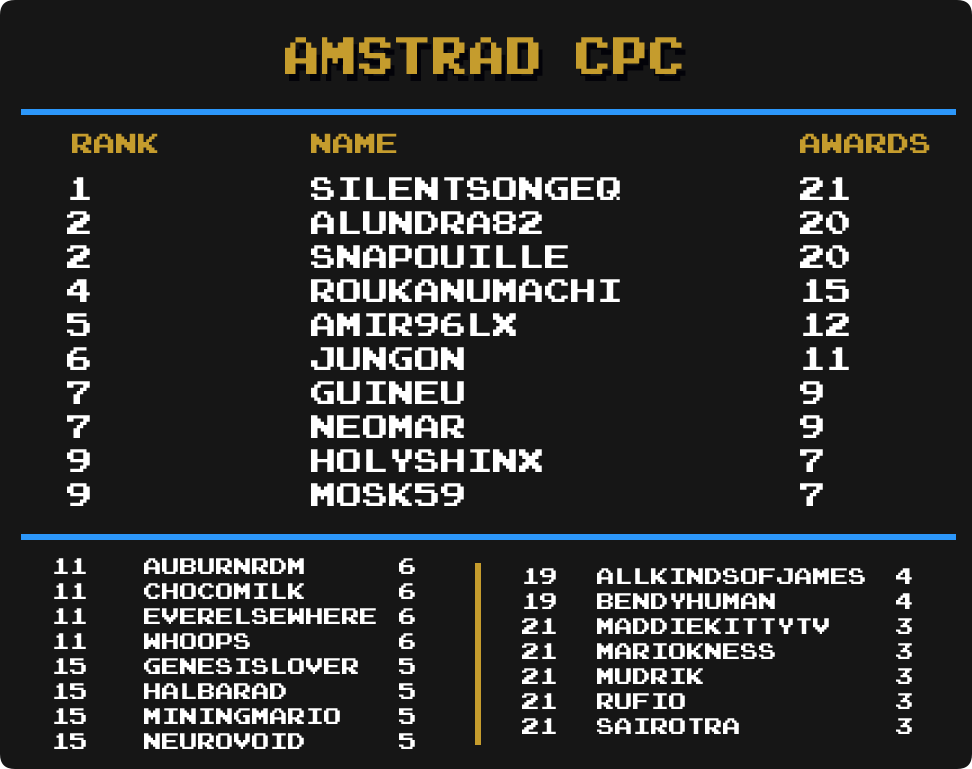 AMSTRAD CPC
RANK NAME AWARDS
1 SILENTSONGEQ 21
2 ALUNDRA82 20
2 SNAPOUILLE 20
4 ROUKANUMACHI 15
5 AMIR96LX 12
6 JUNGON 11
7 GUINEU 9
7 NEOMAR 9
9 HOLYSHINX 7
9 MOSK59 7
11 AUBURNRDM 6
11 CHOCOMILK 6
11 EVERELSEWHERE 6
11 WHOOPS 6
15 GENESISLOVER 5
15 HALBARAD 5
15 MININGMARIO 5
15 NEUROVOID 5
19 ALLKINDSOFJAMES 4
19 BENDYHUMAN 4
21 MADDIEKITTYTV 3
21 MARIOKNESS 3
21 MUDRIK 3
21 RUFIO 3
21 SAIROTRA 3